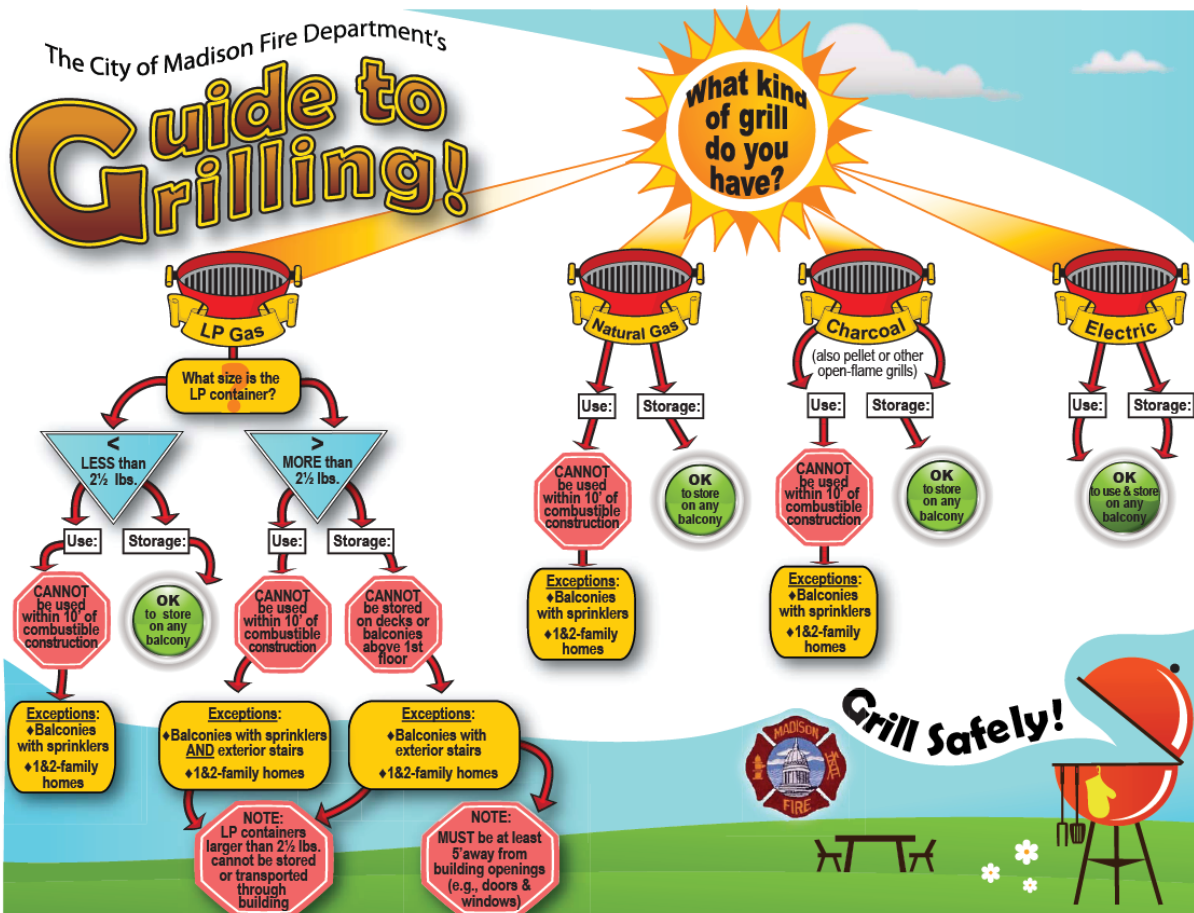 The City of Madison Fire Department's
Guide to
Grilling!
What kind
of grill
do you
have?
LP Gas
Natural Gas
Charcoal
(also pellet or other
open-flame grills)
Electric
What size is the
LP container?
?
<
LESS than
2½ lbs.
>
MORE than
2½ lbs.
Use:
Storage:
Use:
Storage:
Use:
Storage:
Use:
Storage:
Use:
Storage:
CANNOT
be used
within 10' of
combustible
construction
OK
to store
on any
balcony
CANNOT
be used
within 10' of
combustible
construction
CANNOT
be stored
on decks or
balconies
above 1st
floor
CANNOT
be used
within 10' of
combustible
construction
OK
to store
on any
balcony
CANNOT
be used
within 10' of
combustible
construction
OK
to store
on any
balcony
OK
to use & store
on any
balcony
Exceptions:
♦Balconies
with sprinklers
♦1&2-family
homes
Exceptions:
♦Balconies with sprinklers
AND exterior stairs
♦1&2-family homes
Exceptions:
♦Balconies with
exterior stairs
♦1&2-family homes
Exceptions:
♦Balconies
with sprinklers
♦1&2-family
homes
Exceptions:
♦Balconies
with sprinklers
♦1&2-family
homes
NOTE:
LP containers
larger than 2½ lbs.
cannot be stored
or transported
through
building
NOTE:
MUST be at least
5'away from
building openings
(e.g., doors &
windows)
MADISON
FIRE
Grill Safely!